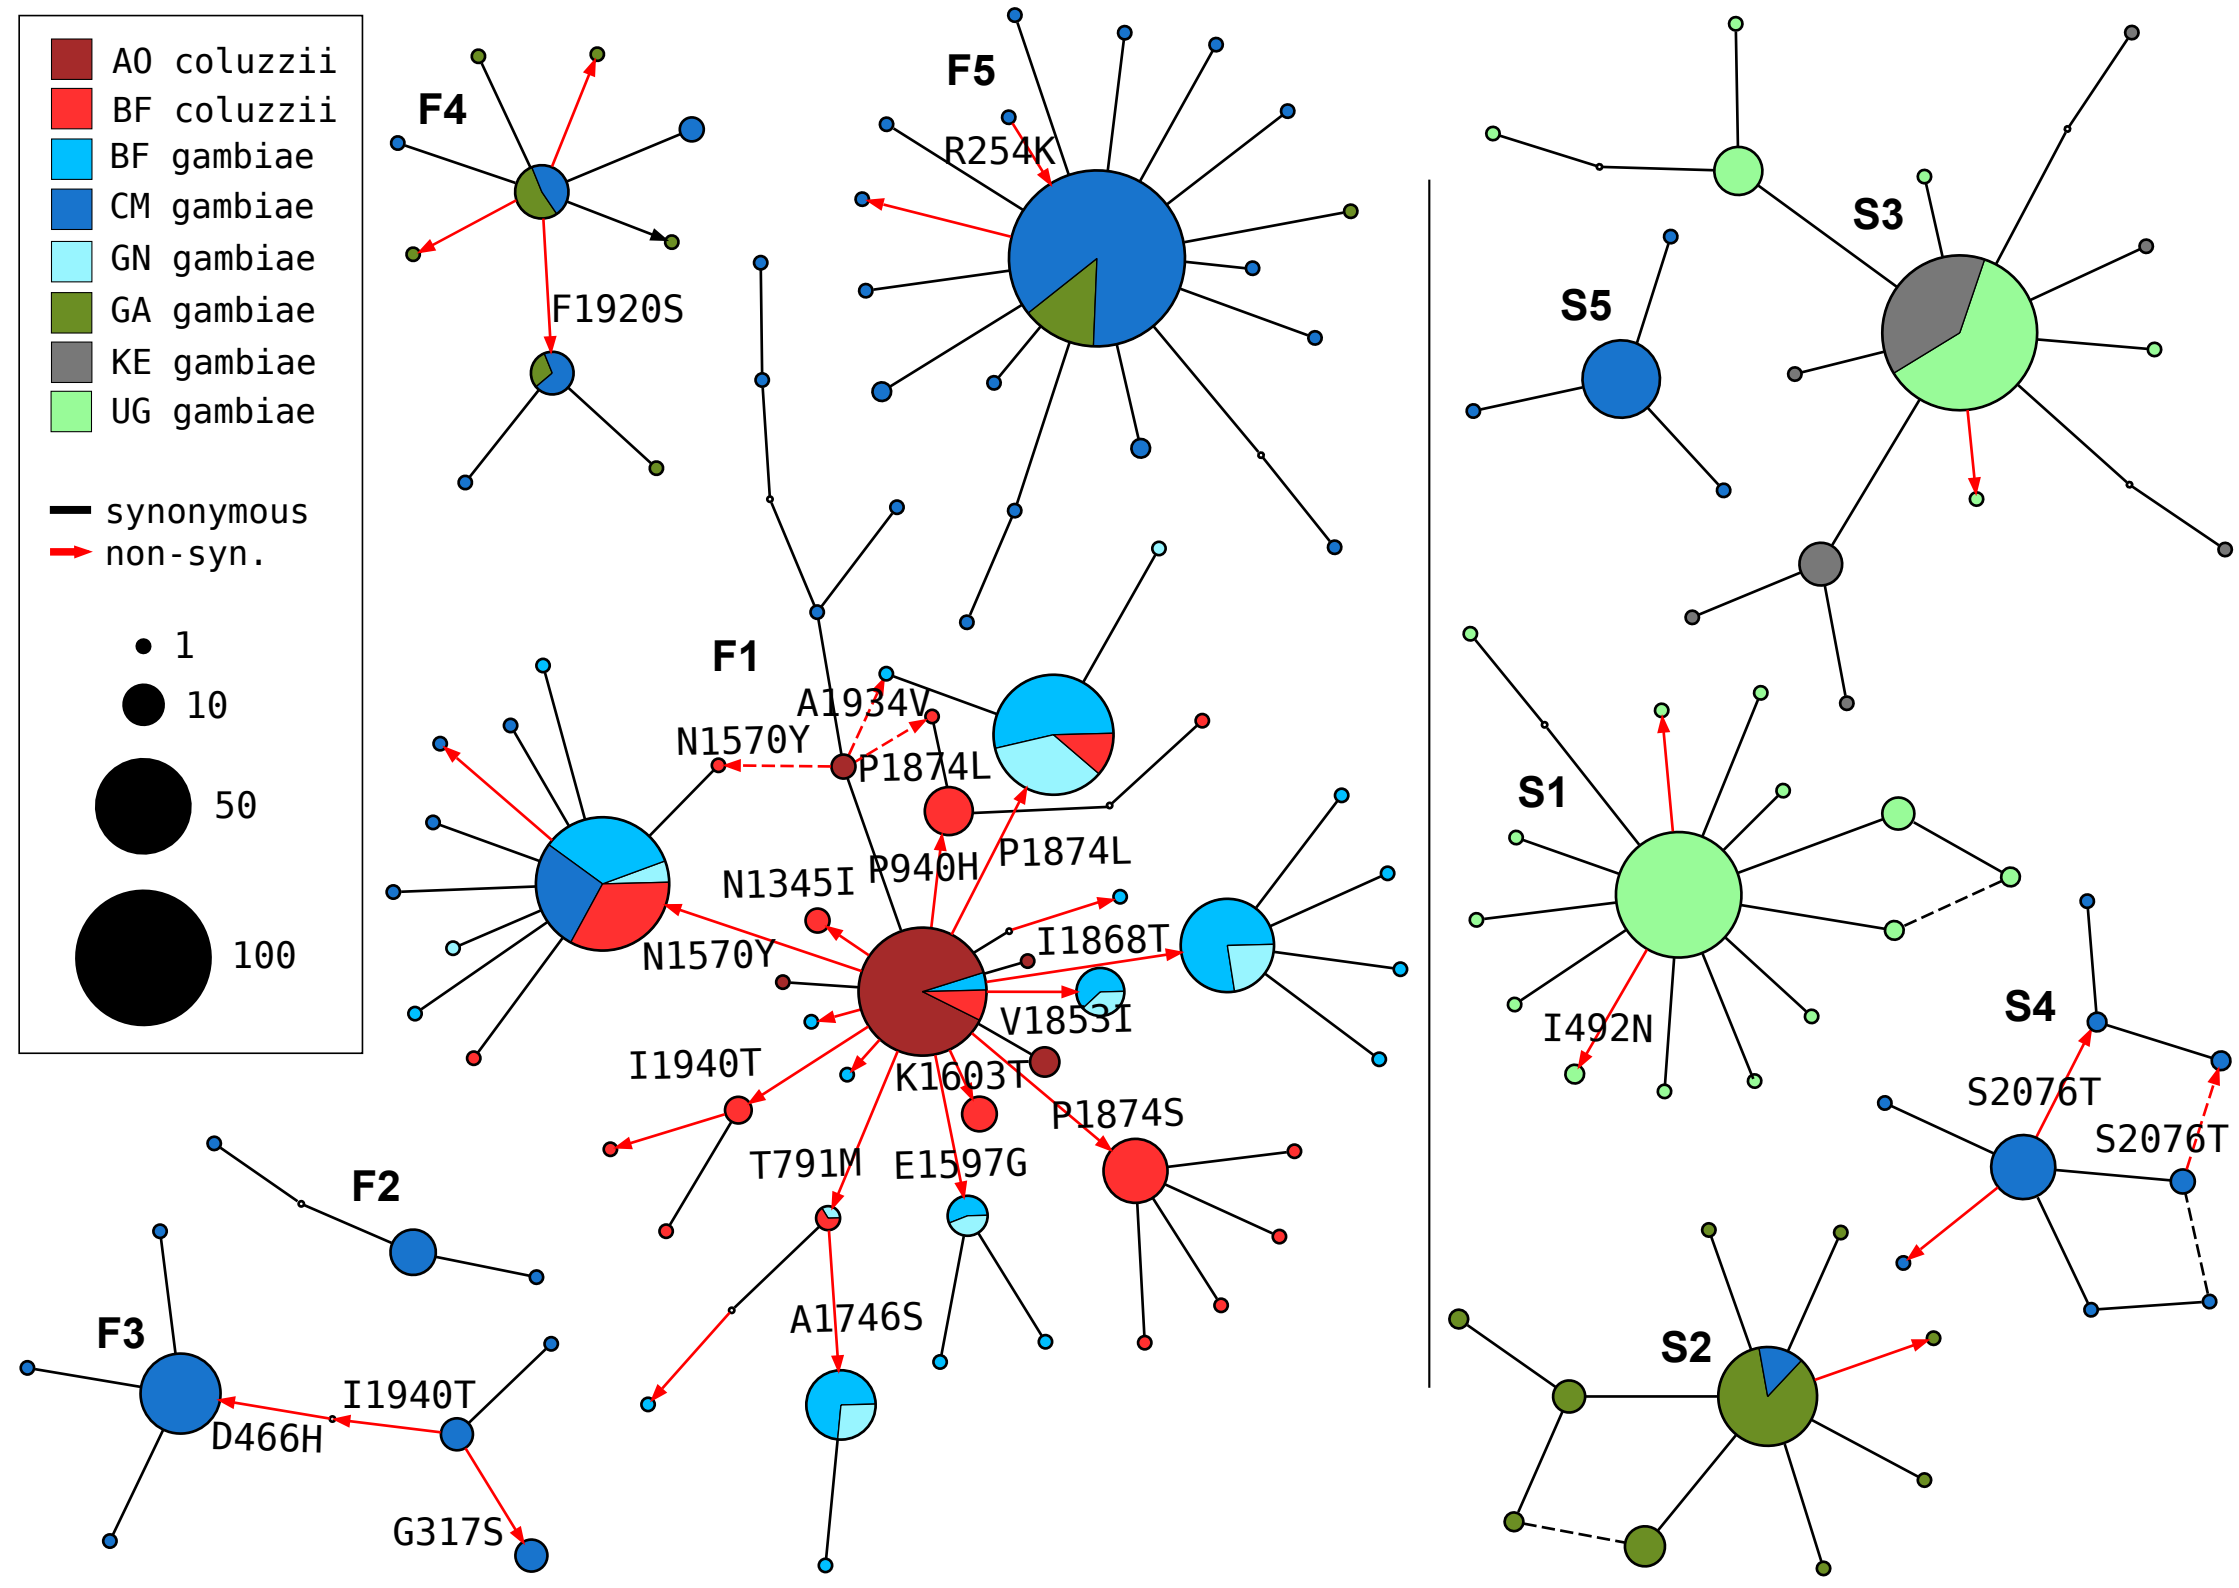 AO coluzzii
BF coluzzii
BF gambiae
CM gambiae
GN gambiae
GA gambiae
KE gambiae
UG gambiae
synonymous
non-syn.
1
10
50
100
F4
F1920S
F5
R254K
F1
A1934V
N1570Y
P1874L
P940H
P1874L
N1345I
N1570Y
I1868T
V1853I
K1603T
I1940T
P1874S
T791M
E1597G
A1746S
F2
F3
I1940T
D466H
G317S
S3
S5
S1
I492N
S4
S2076T
S2076T
S2